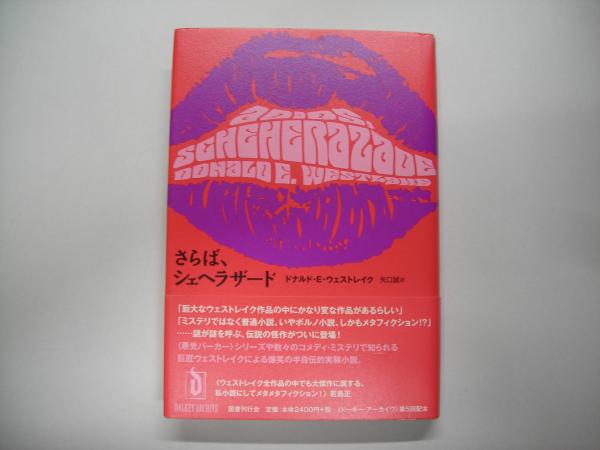 ADIOS,
SCHEHERAZADE
DONALD E. WESTLAKE
さらば、
シェヘラザード ドナルド・E・ウェストレイク 矢口誠 訳
「厖大なウェストレイク作品の中にかなり変な作品があるらしい」
「ミステリではなく普通小説、いやポルノ小説、しかもメタフィクション!?」
……謎が謎を呼ぶ、伝説の怪作がついに登場!
〈悪党パーカー〉シリーズや数々のコメディ・ミステリで知られる
巨匠ウェストレイクによる爆笑の半自伝的実験小説。
〈ウェストレイク全作品の中でも大傑作に属する、
私小説にしてメタメタフィクション!〉若島正
DALKEY ARCHIVE
国書刊行会 定価:本体2400円+税 〈ドーキー・アーカイヴ〉第5回配本